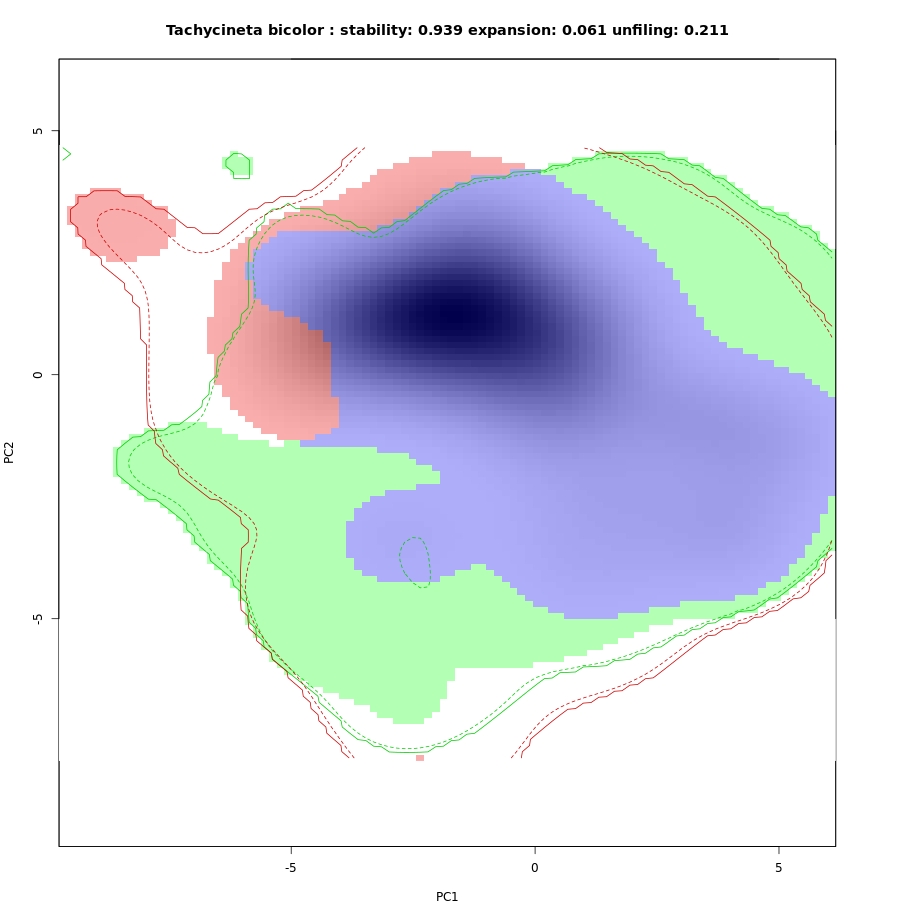 Tachycineta bicolor : stability: 0.939 expansion: 0.061 unfiling: 0.211
5
0
-5
PC2
-5 0 5
PC1